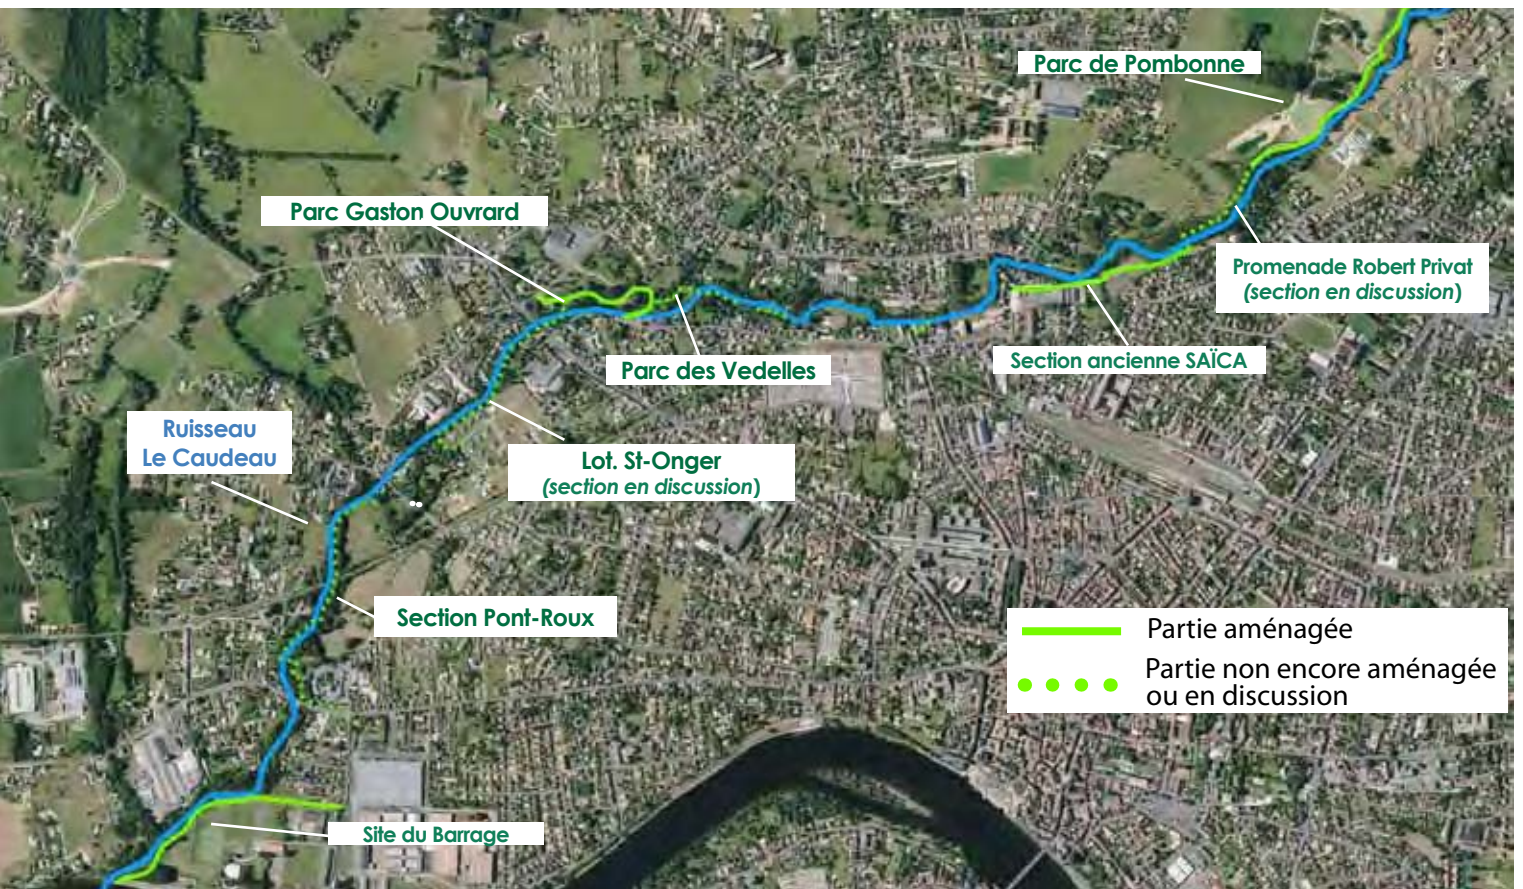 Parc de Pombonne
Parc Gaston Ouvrard
Promenade Robert Privat
(section en discussion)
Section ancienne SAÏCA
Parc des Vedelles
Ruisseau
Le Caudeau
Lot. St-Onger
(section en discussion)
Section Pont-Roux
Partie aménagée
Partie non encore aménagée
ou en discussion
Site du Barrage